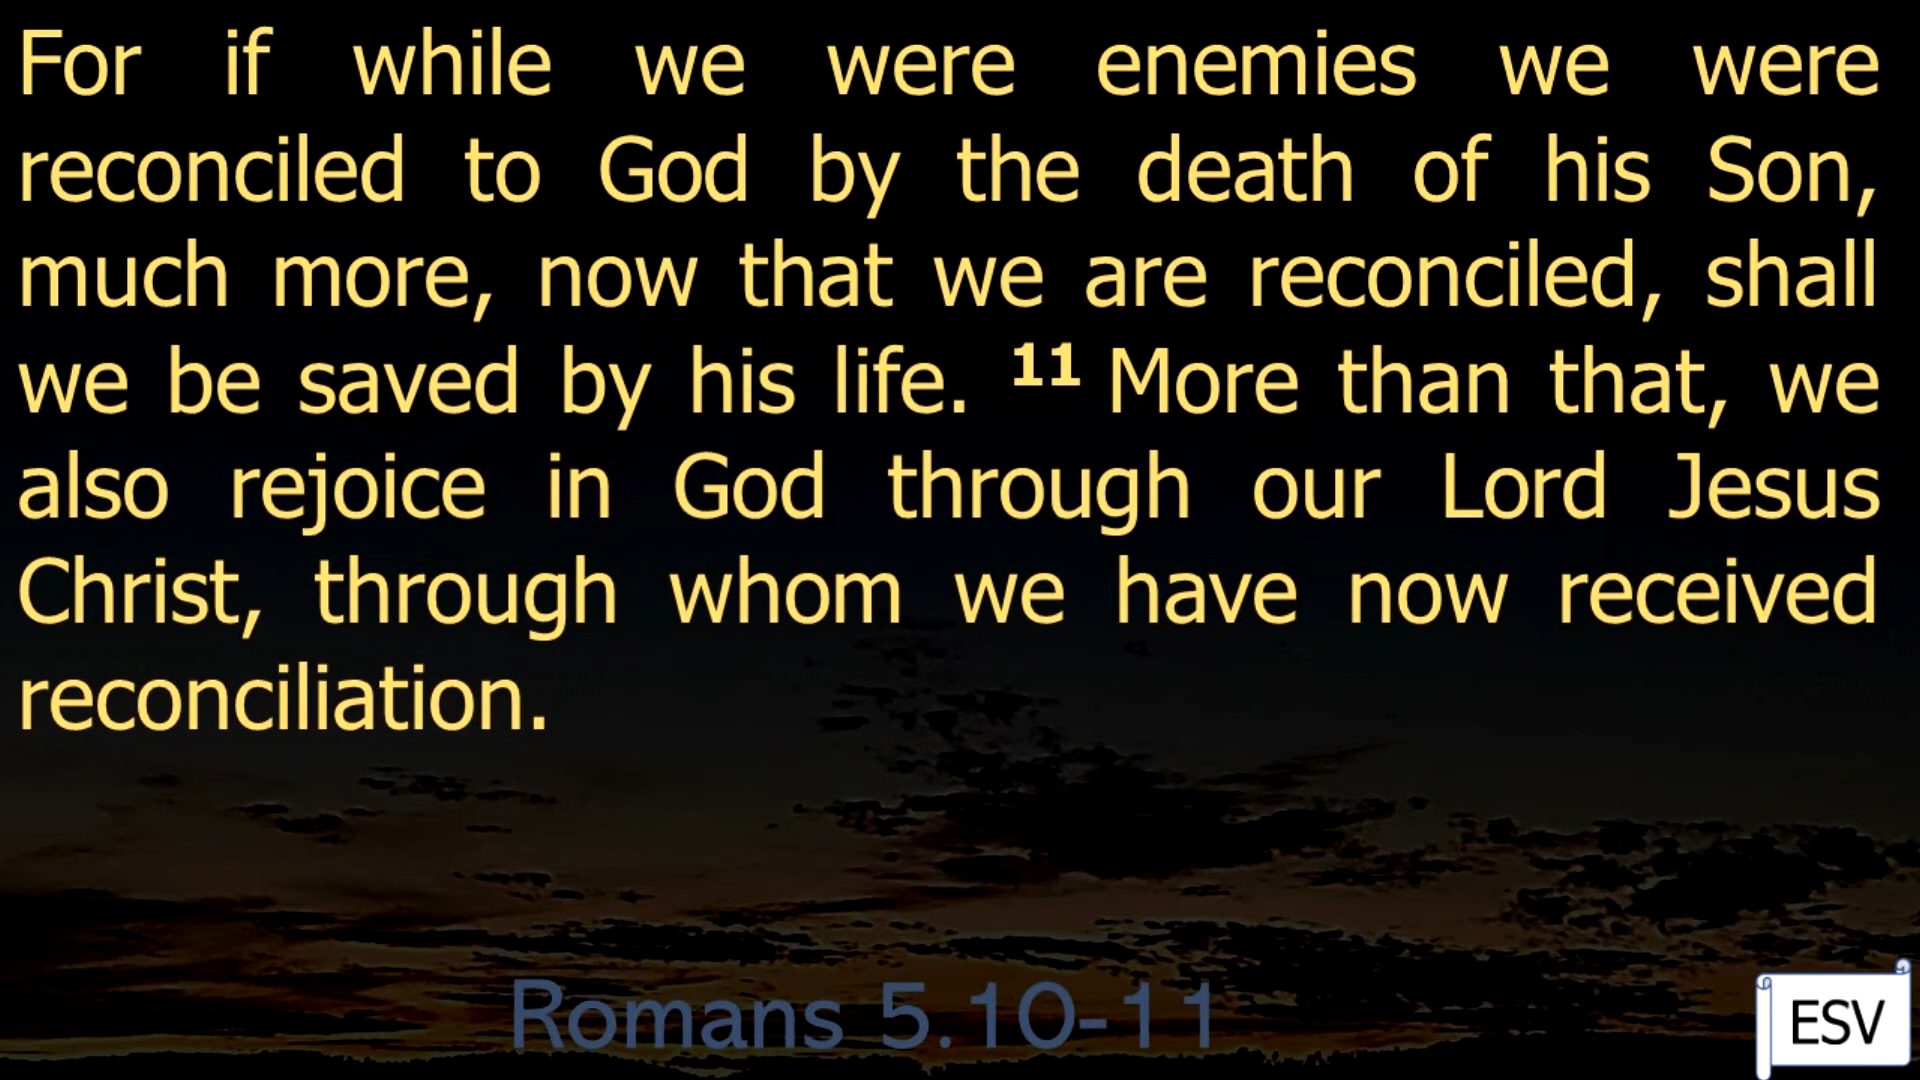 For if while we were enemies we were
reconciled to God by the death of his Son,
much more, now that we are reconciled, shall
we be saved by his life. 11 More than that, we
also rejoice in God through our Lord Jesus
Christ, through whom we have now received
reconciliation.
Romans 5.10-11
ESV